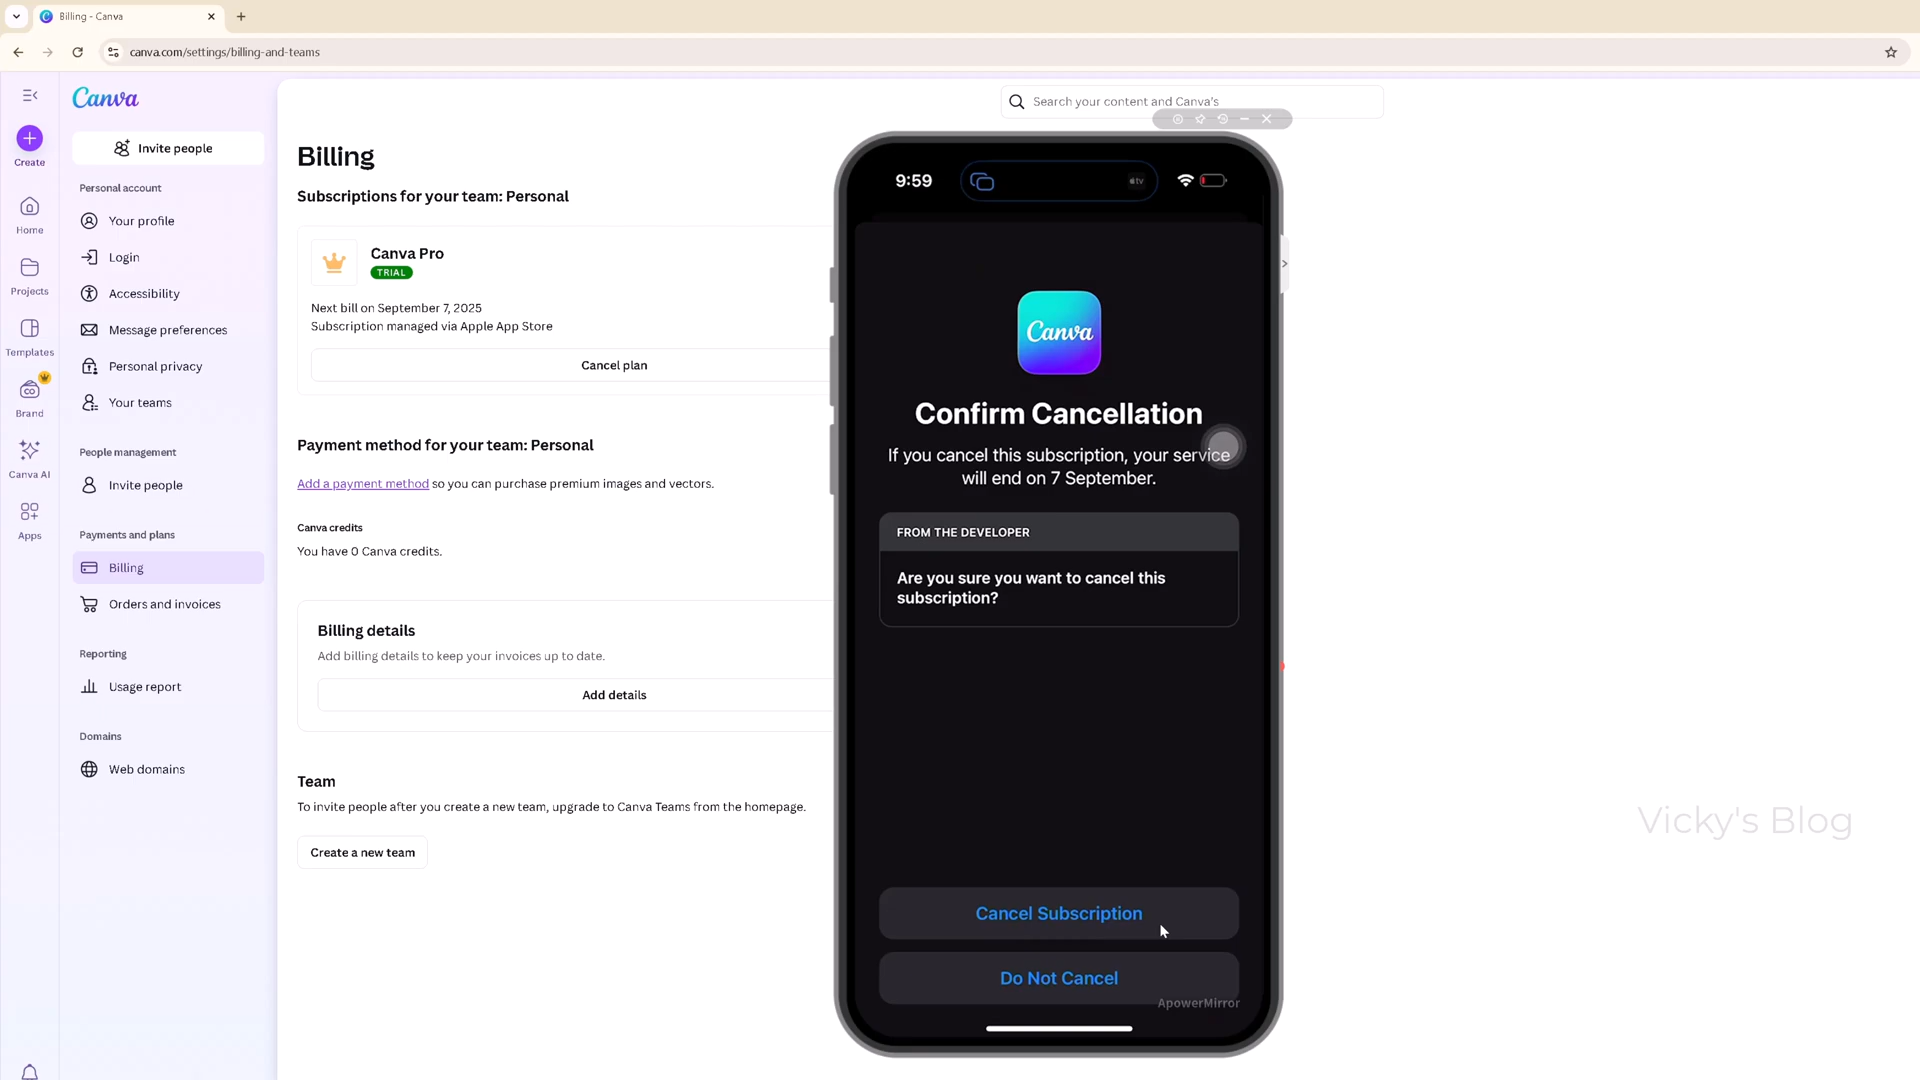 Billing - Canva
canva.com/settings/billing-and-teams
Canva
Search your content and Canva's
Invite people
Create
Home
Projects
Templates
Brand
Canva AI
Apps
Personal account
Your profile
Login
Accessibility
Message preferences
Personal privacy
Your teams
People management
Invite people
Payments and plans
Billing
Orders and invoices
Reporting
Usage report
Domains
Web domains
Billing
Subscriptions for your team: Personal
Canva Pro
TRIAL
Next bill on September 7, 2025
Subscription managed via Apple App Store
Cancel plan
Payment method for your team: Personal
Add a payment method so you can purchase premium images and vectors.
Canva credits
You have 0 Canva credits.
Billing details
Add billing details to keep your invoices up to date.
Add details
Team
To invite people after you create a new team, upgrade to Canva Teams from the homepage.
Create a new team
9:59
tv
Canva
Confirm Cancellation
If you cancel this subscription, your service
will end on 7 September.
FROM THE DEVELOPER
Are you sure you want to cancel this
subscription?
Cancel Subscription
Do Not Cancel
ApowerMirror
Vicky's Blog